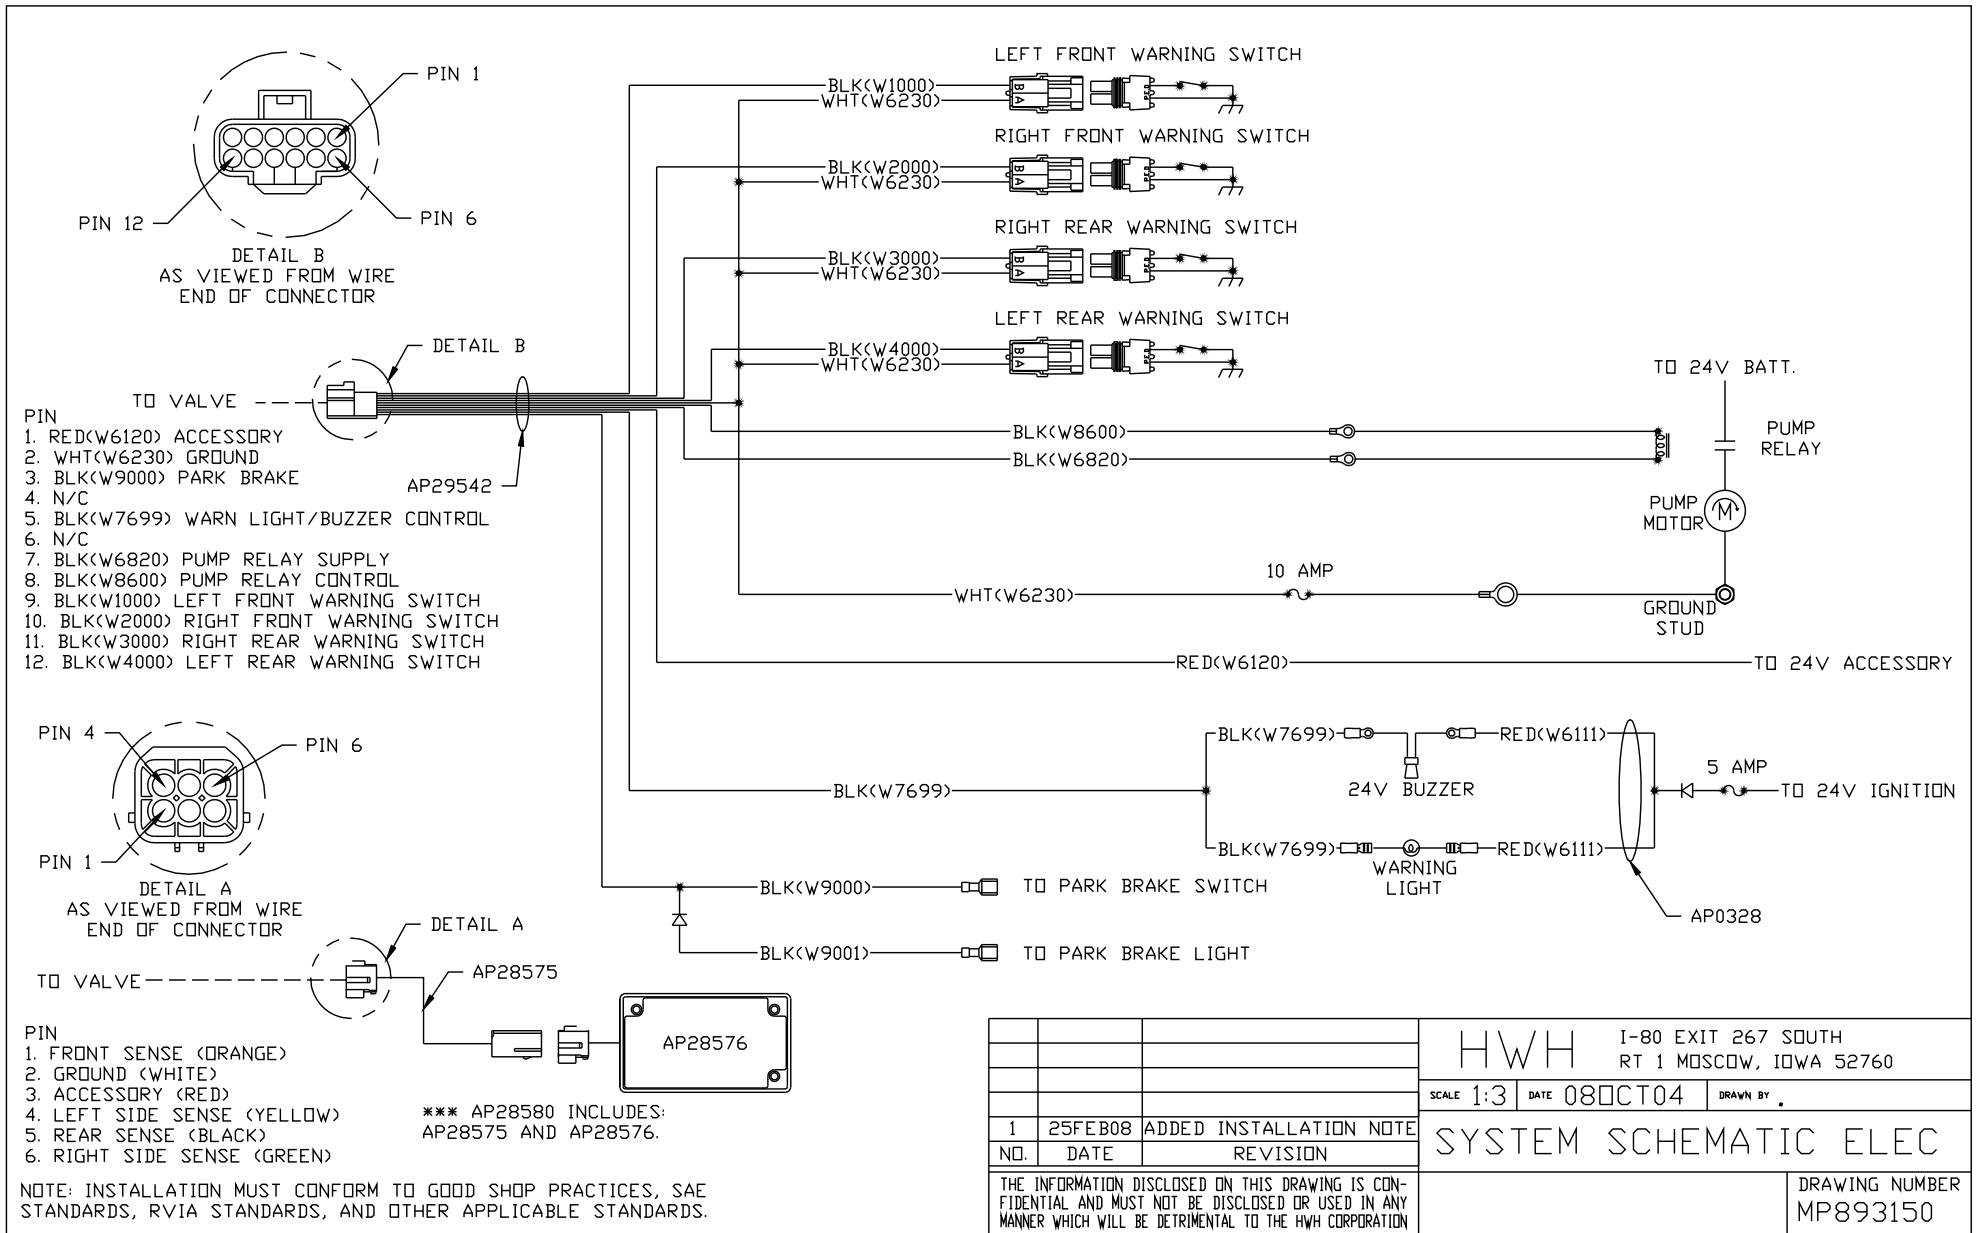 PIN 1
PIN 12
PIN 6
DETAIL B
AS VIEWED FROM WIRE
END OF CONNECTOR
LEFT FRONT WARNING SWITCH
BLK(W1000)
WHT(W6230)
B
A
RIGHT FRONT WARNING SWITCH
BLK(W2000)
WHT(W6230)
B
A
RIGHT REAR WARNING SWITCH
BLK(W3000)
WHT(W6230)
B
A
LEFT REAR WARNING SWITCH
BLK(W4000)
WHT(W6230)
B
A
DETAIL B
TO VALVE
AP29542
PIN
1. RED(W6120) ACCESSORY
2. WHT(W6230) GROUND
3. BLK(W9000) PARK BRAKE
4. N/C
5. BLK(W7699) WARN LIGHT/BUZZER CONTROL
6. N/C
7. BLK(W6820) PUMP RELAY SUPPLY
8. BLK(W8600) PUMP RELAY CONTROL
9. BLK(W1000) LEFT FRONT WARNING SWITCH
10. BLK(W2000) RIGHT FRONT WARNING SWITCH
11. BLK(W3000) RIGHT REAR WARNING SWITCH
12. BLK(W4000) LEFT REAR WARNING SWITCH
TO 24V BATT.
BLK(W8600)
BLK(W6820)
PUMP
RELAY
PUMP
MOTOR
M
10 AMP
WHT(W6230)
GROUND
STUD
RED(W6120)
TO 24V ACCESSORY
BLK(W7699)
RED(W6111)
24V BUZZER
5 AMP
BLK(W7699)
TO 24V IGNITION
BLK(W7699)
RED(W6111)
WARNING
LIGHT
AP0328
BLK(W9000)
TO PARK BRAKE SWITCH
BLK(W9001)
TO PARK BRAKE LIGHT
PIN 4
PIN 6
PIN 1
DETAIL A
AS VIEWED FROM WIRE
END OF CONNECTOR
DETAIL A
TO VALVE
AP28575
AP28576
PIN
1. FRONT SENSE (ORANGE)
2. GROUND (WHITE)
3. ACCESSORY (RED)
4. LEFT SIDE SENSE (YELLOW)
5. REAR SENSE (BLACK)
6. RIGHT SIDE SENSE (GREEN)
*** AP28580 INCLUDES:
AP28575 AND AP28576.
NOTE: INSTALLATION MUST CONFORM TO GOOD SHOP PRACTICES, SAE
STANDARDS, RVIA STANDARDS, AND OTHER APPLICABLE STANDARDS.
1 25FEB08 ADDED INSTALLATION NOTE
NO. DATE REVISION
THE INFORMATION DISCLOSED ON THIS DRAWING IS CON-
FIDENTIAL AND MUST NOT BE DISCLOSED OR USED IN ANY
MANNER WHICH WILL BE DETRIMENTAL TO THE HWH CORPORATION
HWH
I-80 EXIT 267 SOUTH
RT 1 MOSCOW, IOWA 52760
SCALE 1:3 DATE 08OCT04 DRAWN BY .
SYSTEM SCHEMATIC ELEC
DRAWING NUMBER
MP893150